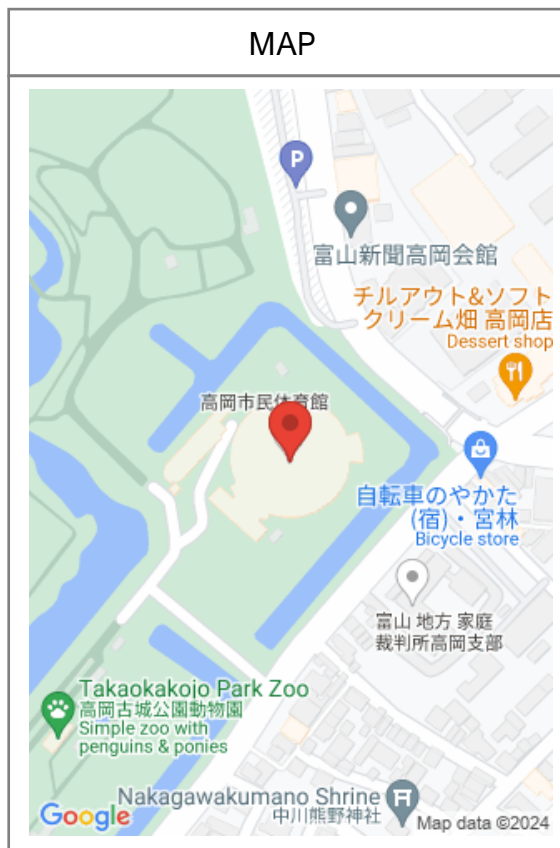 MAP
P
富山新聞高岡会館
チルアウト&ソフト
クリーム畑 高岡店
Dessert shop
高岡市民体育館
自転車のやかた
(宿)・宮林
Bicycle store
富山 地方 家庭
裁判所高岡支部
Takaokakojo Park Zoo
高岡古城公園動物園
Simple zoo with
penguins & ponies
Nakagawakumano Shrine
中川熊野神社
Google
Map data ©2024